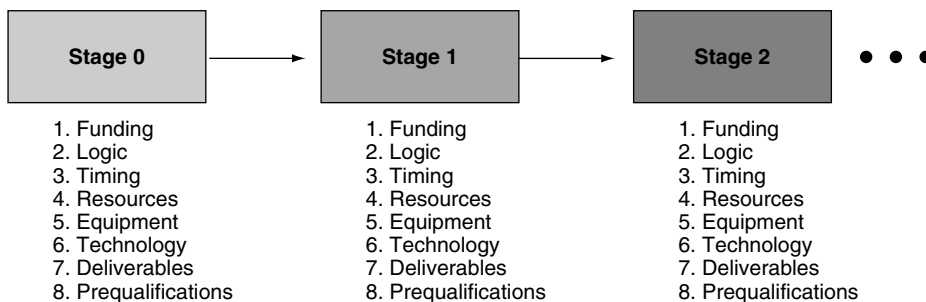 Stage 0
1. Funding
2. Logic
3. Timing
4. Resources
5. Equipment
6. Technology
7. Deliverables
8. Prequalifications
Stage 1
1. Funding
2. Logic
3. Timing
4. Resources
5. Equipment
6. Technology
7. Deliverables
8. Prequalifications
Stage 2
1. Funding
2. Logic
3. Timing
4. Resources
5. Equipment
6. Technology
7. Deliverables
8. Prequalifications